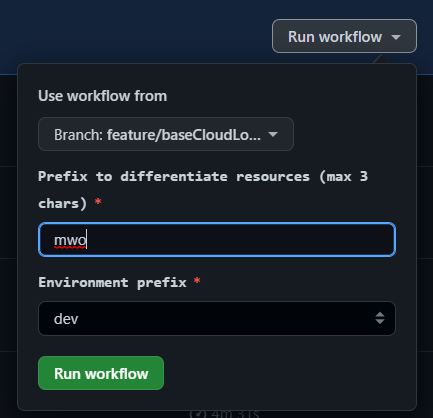 Run workflow
Use workflow from
Branch: feature/baseCloudLo...
Prefix to differentiate resources (max 3
chars) *
mwo
Environment prefix *
dev
Run workflow
4m 31s